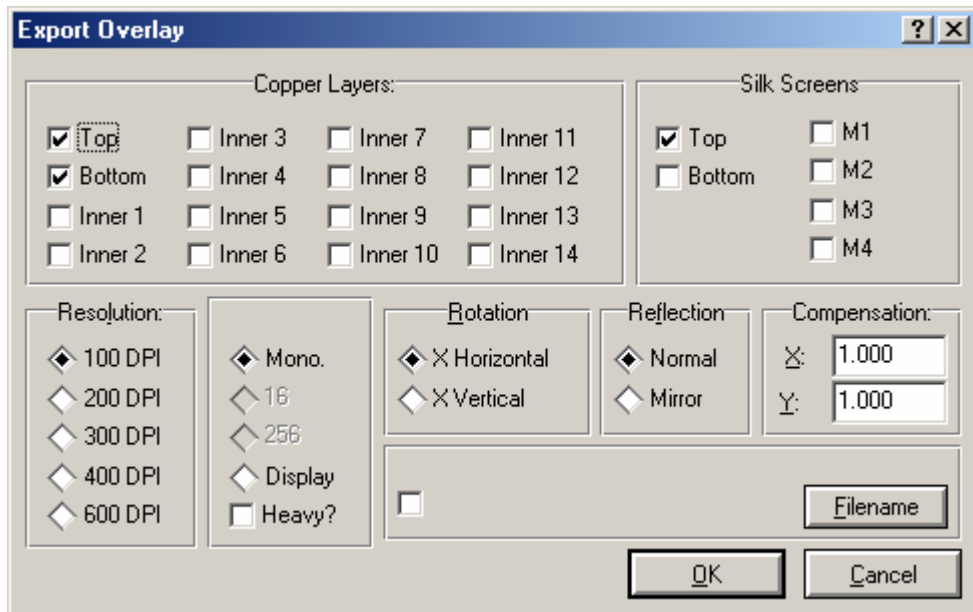 Export Overlay
Copper Layers:
Top Inner 3 Inner 7 Inner 11
Bottom Inner 4 Inner 8 Inner 12
Inner 1 Inner 5 Inner 9 Inner 13
Inner 2 Inner 6 Inner 10 Inner 14
Silk Screens
Top M1
Bottom M2
M3
M4
Resolution:
100 DPI
200 DPI
300 DPI
400 DPI
600 DPI
Mono.
16
256
Display
Heavy?
Rotation
X Horizontal
X Vertical
Reflection
Normal
Mirror
Compensation:
X: 1.000
Y: 1.000
Filename
OK Cancel